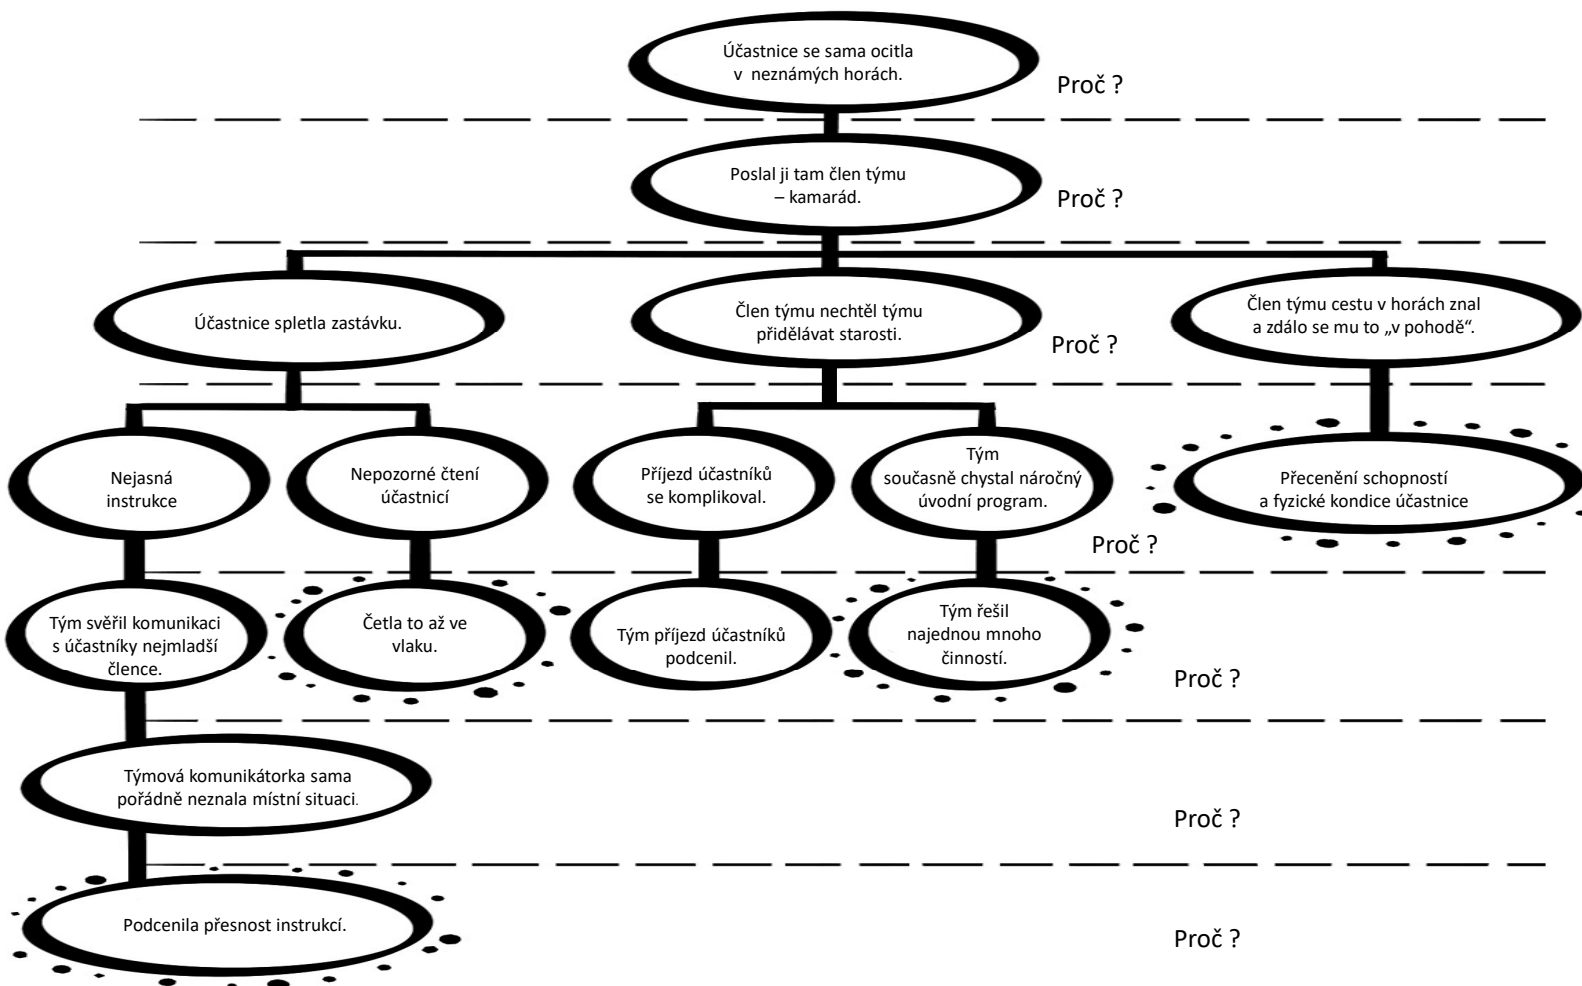 Účastnice se sama ocitla
v neznámých horách.
Proč ?
Poslal ji tam člen týmu
– kamarád.
Proč ?
Účastnice spletla zastávku.
Člen týmu nechtěl týmu
přidělávat starosti.
Člen týmu cestu v horách znal
a zdálo se mu to „v pohodě“.
Proč ?
Nejasná
instrukce
Nepozorné čtení
účastnicí
Příjezd účastníků
se komplikoval.
Tým
současně chystal náročný
úvodní program.
Přecenění schopností
a fyzické kondice účastnice
Proč ?
Tým svěřil komunikaci
s účastníky nejmladší
člence.
Četla to až ve
vlaku.
Tým příjezd účastníků
podcenil.
Tým řešil
najednou mnoho
činností.
Proč ?
Týmová komunikátorka sama
pořádně neznala místní situaci.
Proč ?
Podcenila přesnost instrukcí.
Proč ?